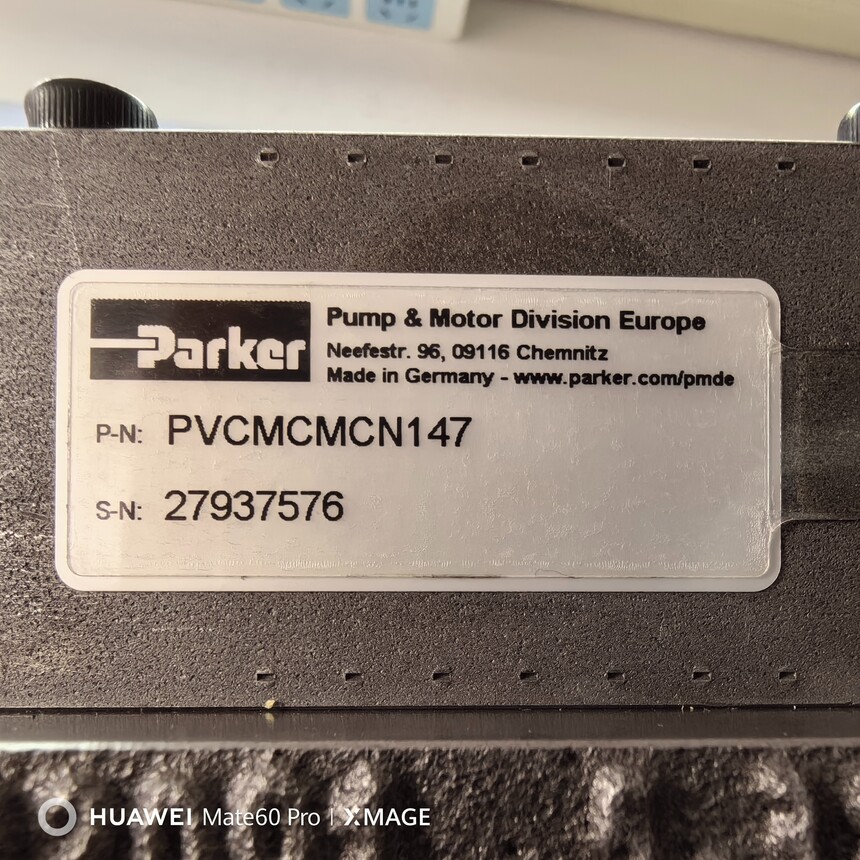 Parker
Pump & Motor Division Europe
Neefestr. 96, 09116 Chemnitz
Made in Germany - www.parker.com/pmde
P-N: PVCMCMCN147
S-N: 27937576
HUAWEI Mate60 Pro | XMAGE